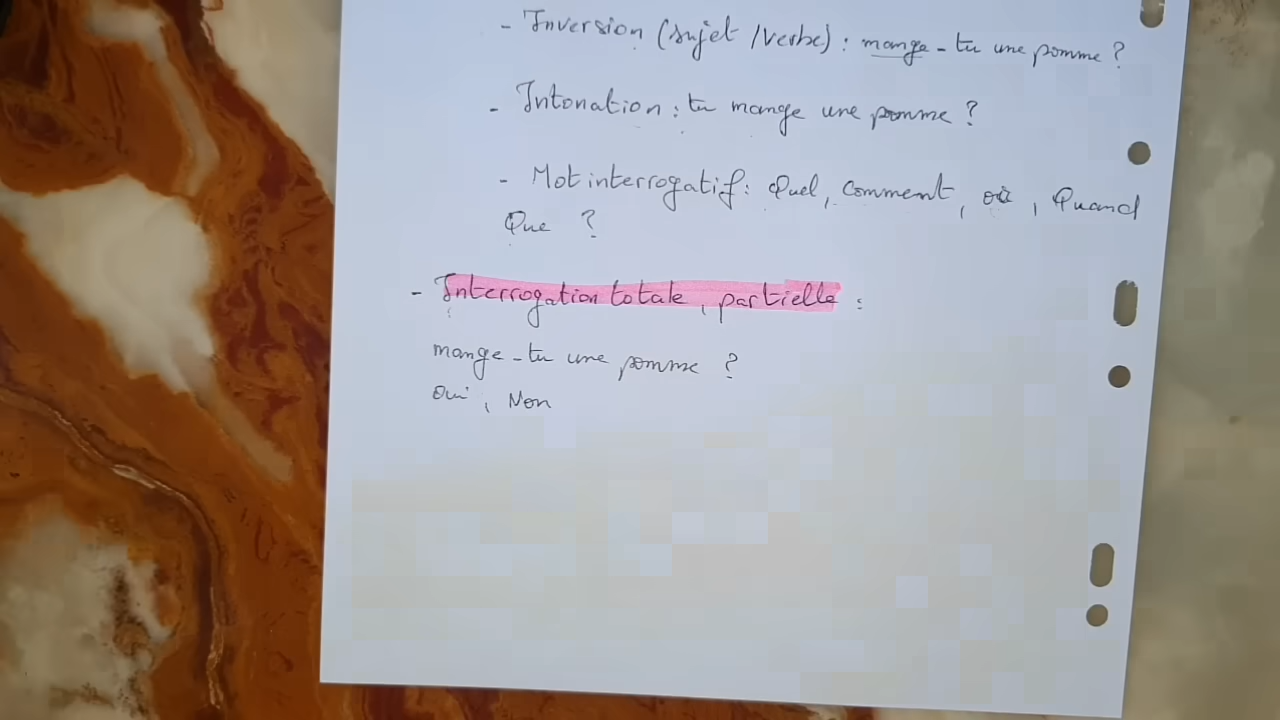 - Inversion (sujet / verbe) : mange - tu une pomme ?
- Intonation : tu mange une pomme ?
- Mot interrogatif : Quel, Comment, où, Quand
Que ?
- Interrogation totale, partielle :
mange - tu une pomme ?
Oui, Non